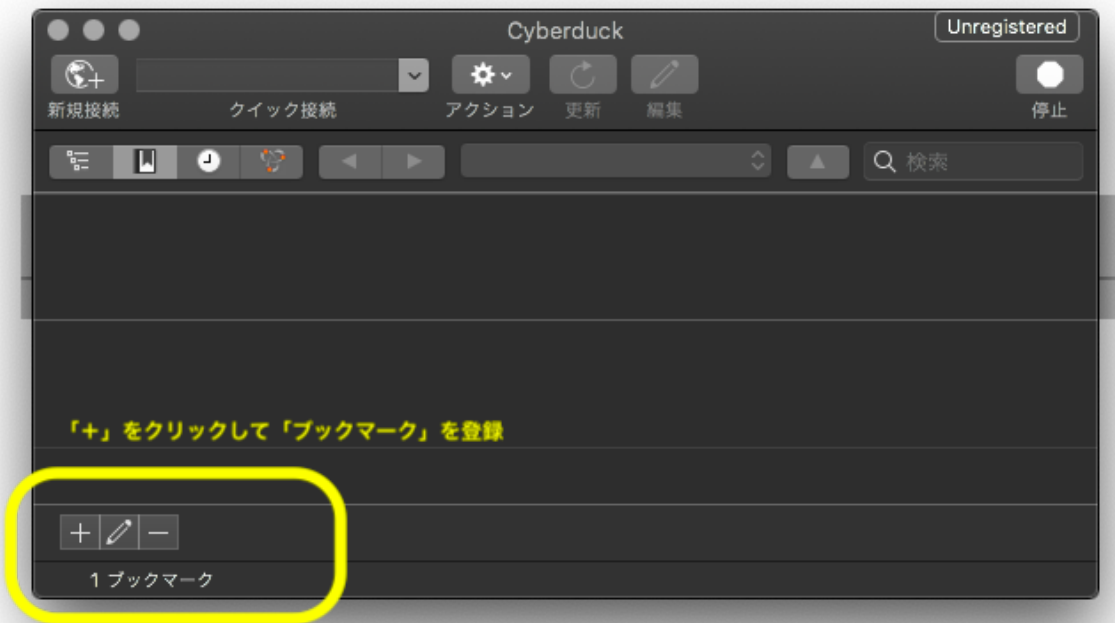 Cyberduck
Unregistered
新規接続
クイック接続
アクション
更新
編集
停止
検索
「+」をクリックして「ブックマーク」を登録
1 ブックマーク